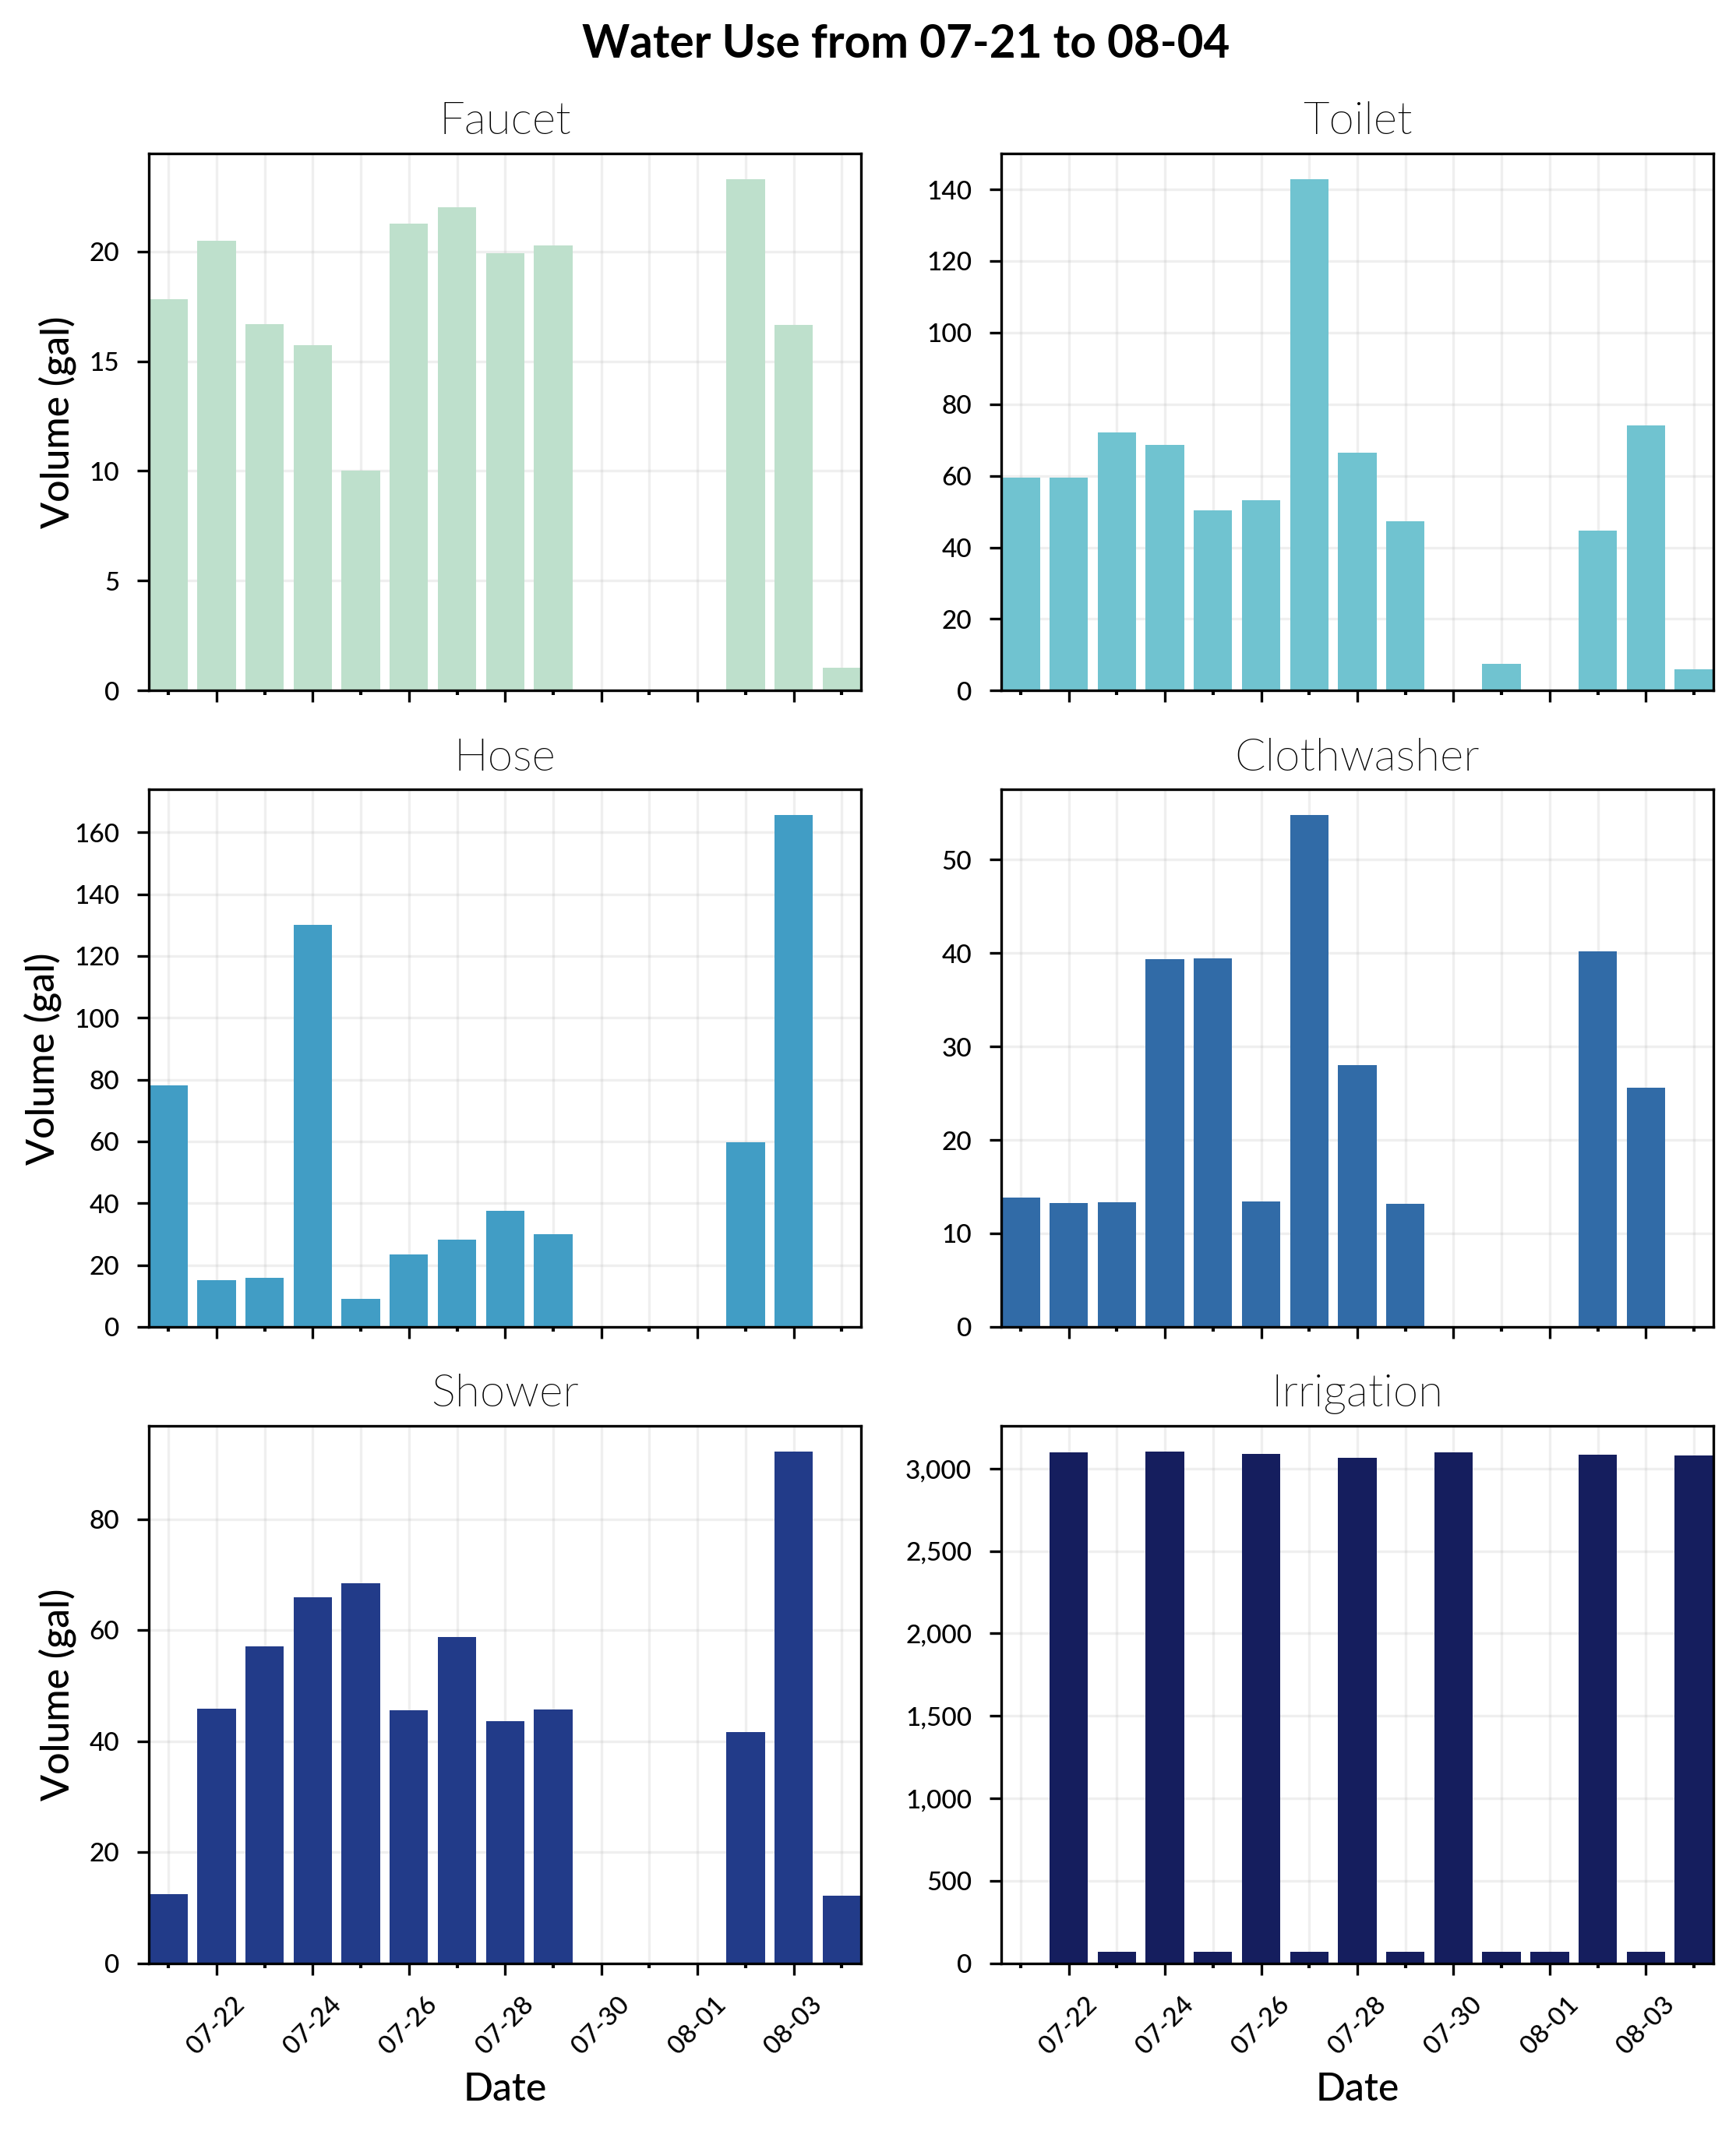 Water Use from 07-21 to 08-04
Faucet
Toilet
Volume (gal)
20
15
10
5
0
140
120
100
80
60
40
20
0
Hose
Clothwasher
Volume (gal)
160
140
120
100
80
60
40
20
0
50
40
30
20
10
0
Shower
Irrigation
Volume (gal)
80
60
40
20
0
3,000
2,500
2,000
1,500
1,000
500
0
07-22 07-24 07-26 07-28 07-30 08-01 08-03
07-22 07-24 07-26 07-28 07-30 08-01 08-03
Date
Date